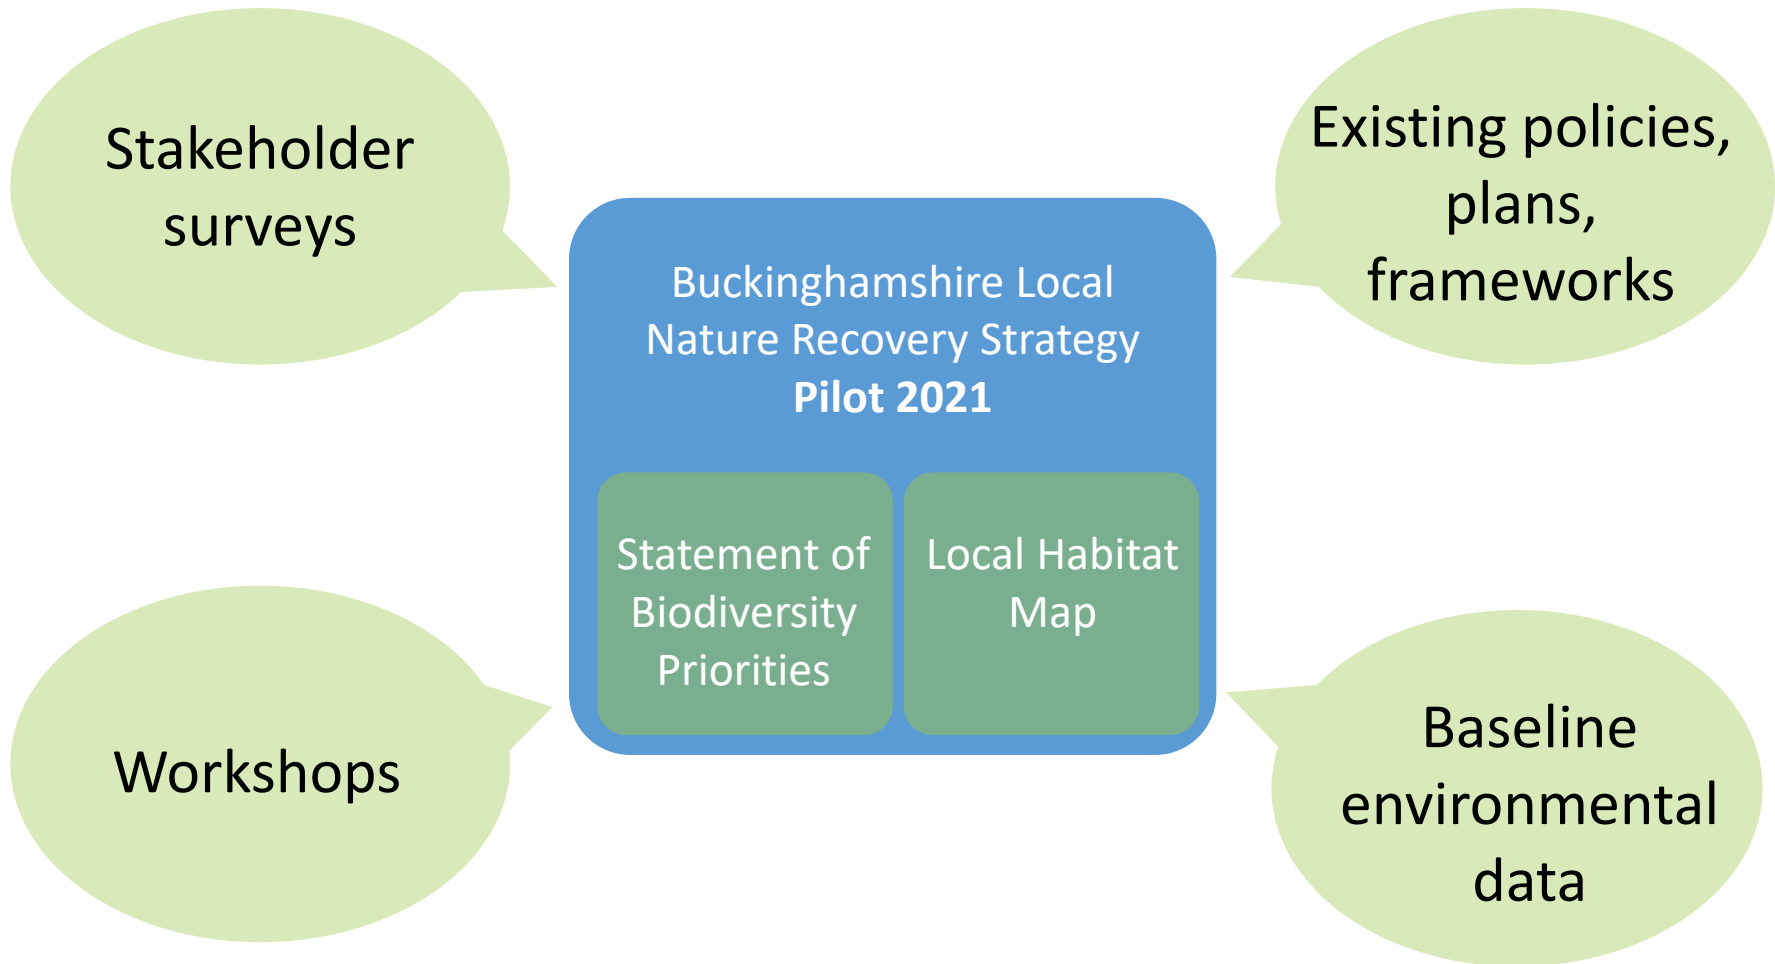 Stakeholder
surveys
Existing policies,
plans,
frameworks
Buckinghamshire Local
Nature Recovery Strategy
Pilot 2021
Statement of
Biodiversity
Priorities
Local Habitat
Map
Workshops
Baseline
environmental
data